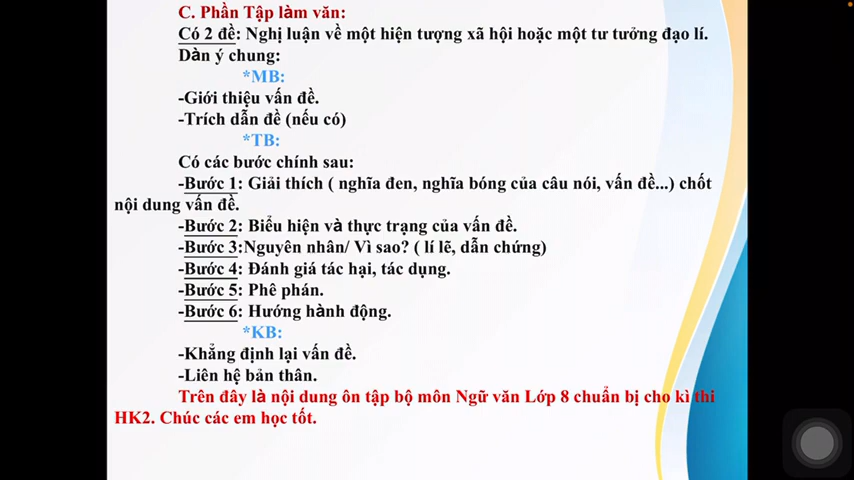 C. Phần Tập làm văn:
Có 2 đề: Nghị luận về một hiện tượng xã hội hoặc một tư tưởng đạo lí.
Dàn ý chung:
*MB:
-Giới thiệu vấn đề.
-Trích dẫn đề (nếu có)
*TB:
Có các bước chính sau:
-Bước 1: Giải thích ( nghĩa đen, nghĩa bóng của câu nói, vấn đề...) chốt
nội dung vấn đề.
-Bước 2: Biểu hiện và thực trạng của vấn đề.
-Bước 3:Nguyên nhân/ Vì sao? ( lí lẽ, dẫn chứng)
-Bước 4: Đánh giá tác hại, tác dụng.
-Bước 5: Phê phán.
-Bước 6: Hướng hành động.
*KB:
-Khẳng định lại vấn đề.
-Liên hệ bản thân.
Trên đây là nội dung ôn tập bộ môn Ngữ văn Lớp 8 chuẩn bị cho kì thi
HK2. Chúc các em học tốt.